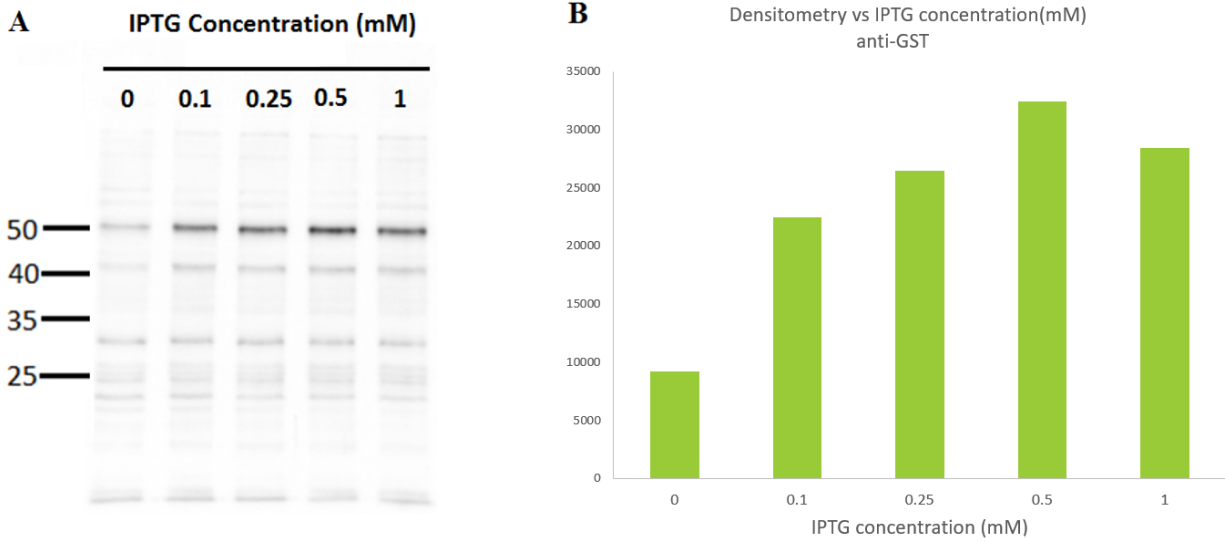 A
IPTG Concentration (mM)
0 0.1 0.25 0.5 1
50
40
35
25
B
Densitometry vs IPTG concentration(mM)
anti-GST
35000
30000
25000
20000
15000
10000
5000
0
0 0.1 0.25 0.5 1
IPTG concentration (mM)